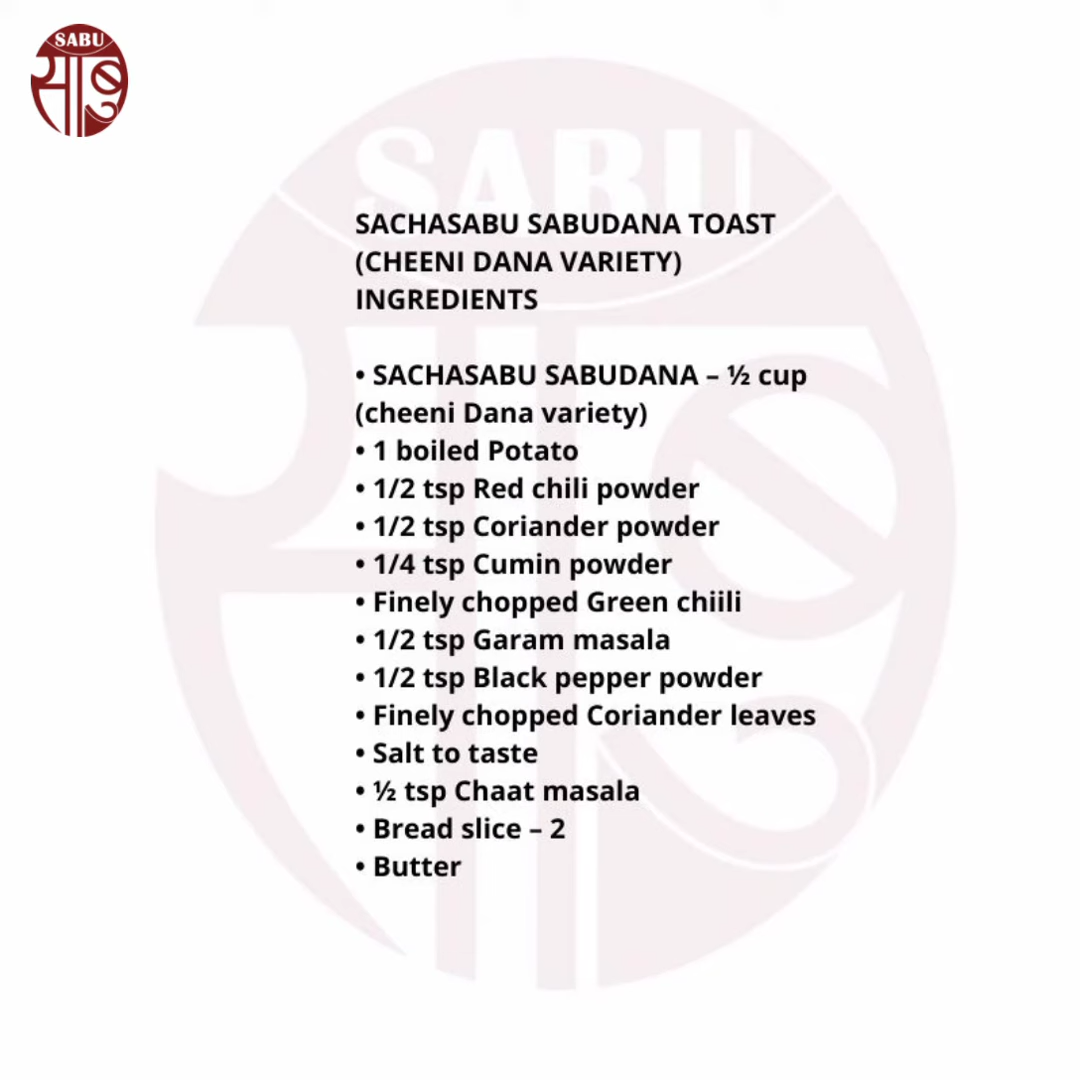 SABU
साबु
SABU
SACHASABU SABUDANA TOAST
(CHEENI DANA VARIETY)
INGREDIENTS
• SACHASABU SABUDANA – ½ cup
(cheeni Dana variety)
• 1 boiled Potato
• 1/2 tsp Red chili powder
• 1/2 tsp Coriander powder
• 1/4 tsp Cumin powder
• Finely chopped Green chiili
• 1/2 tsp Garam masala
• 1/2 tsp Black pepper powder
• Finely chopped Coriander leaves
• Salt to taste
• ½ tsp Chaat masala
• Bread slice – 2
• Butter
साबु